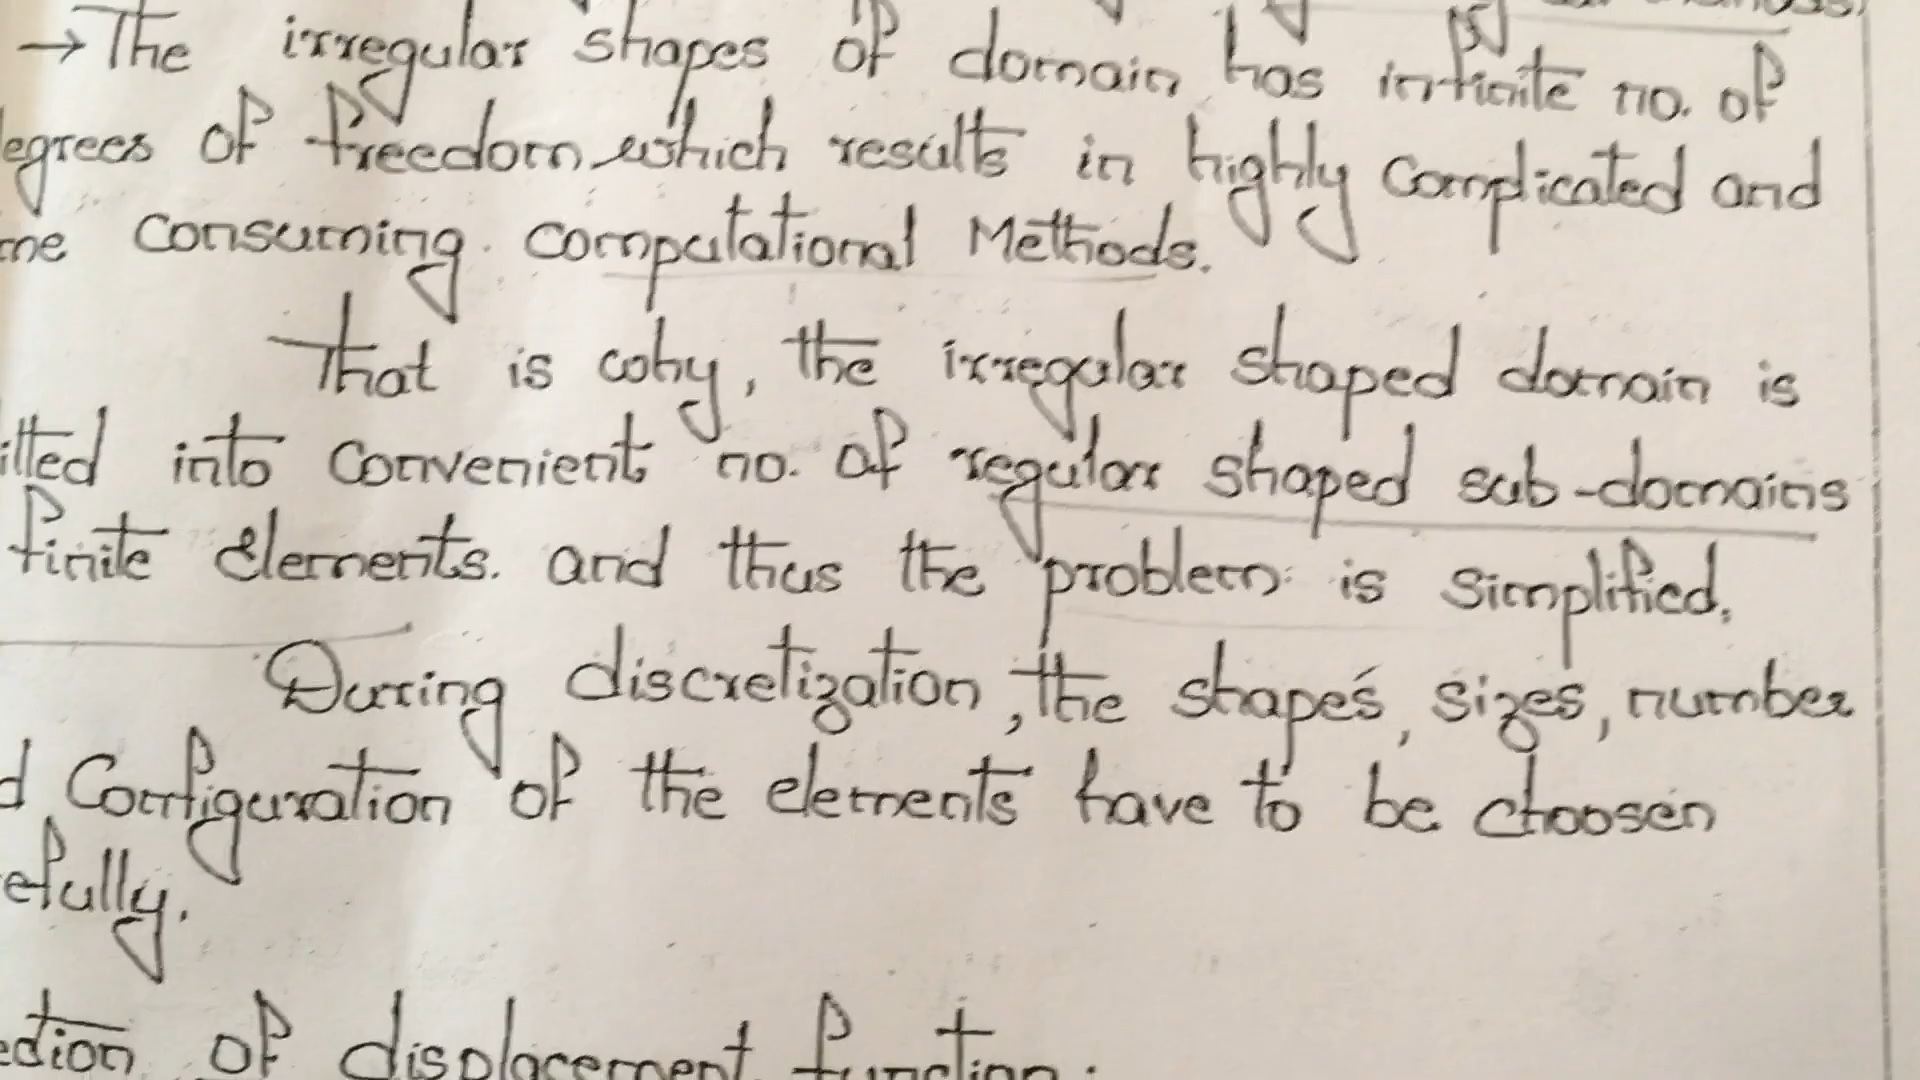 → The irregular shapes of domain has infinite no. of
egrees of freedom which results in highly complicated and
me consuming. computational Methods.
That is why, the irregular shaped domain is
itted into convenient no. of regular shaped sub-domains
finite elements. and thus the problem is simplified.
During discretization, the shapes, sizes, number
d Configuration of the elements have to be choosen
efully.
ection of displacement function: